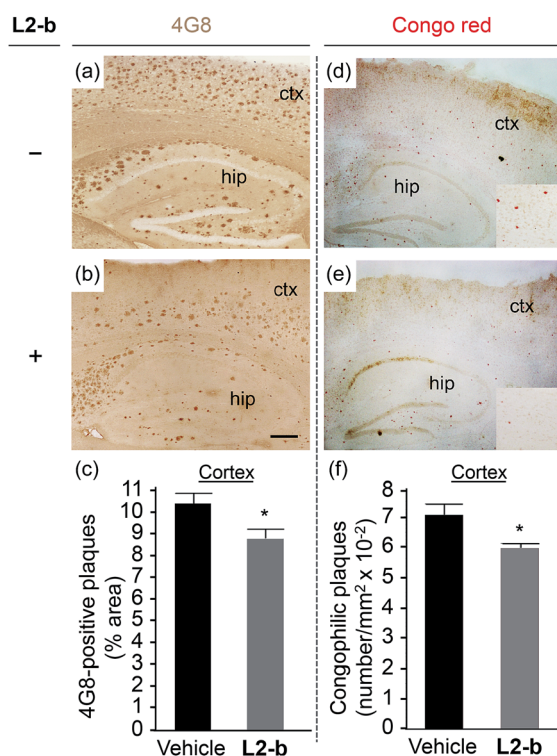 L2-b 4G8 Congo red
(a) ctx hip
(d) ctx hip
−
(b) ctx hip
(e) ctx hip
+
(c) Cortex
4G8-positive plaques
(% area)
11
10
9
8
7
6
5
4
3
2
1
0
*
Vehicle L2-b
(f) Cortex
Congophilic plaques
(number/mm² x 10⁻²)
8
7
6
5
4
3
2
1
0
*
Vehicle L2-b